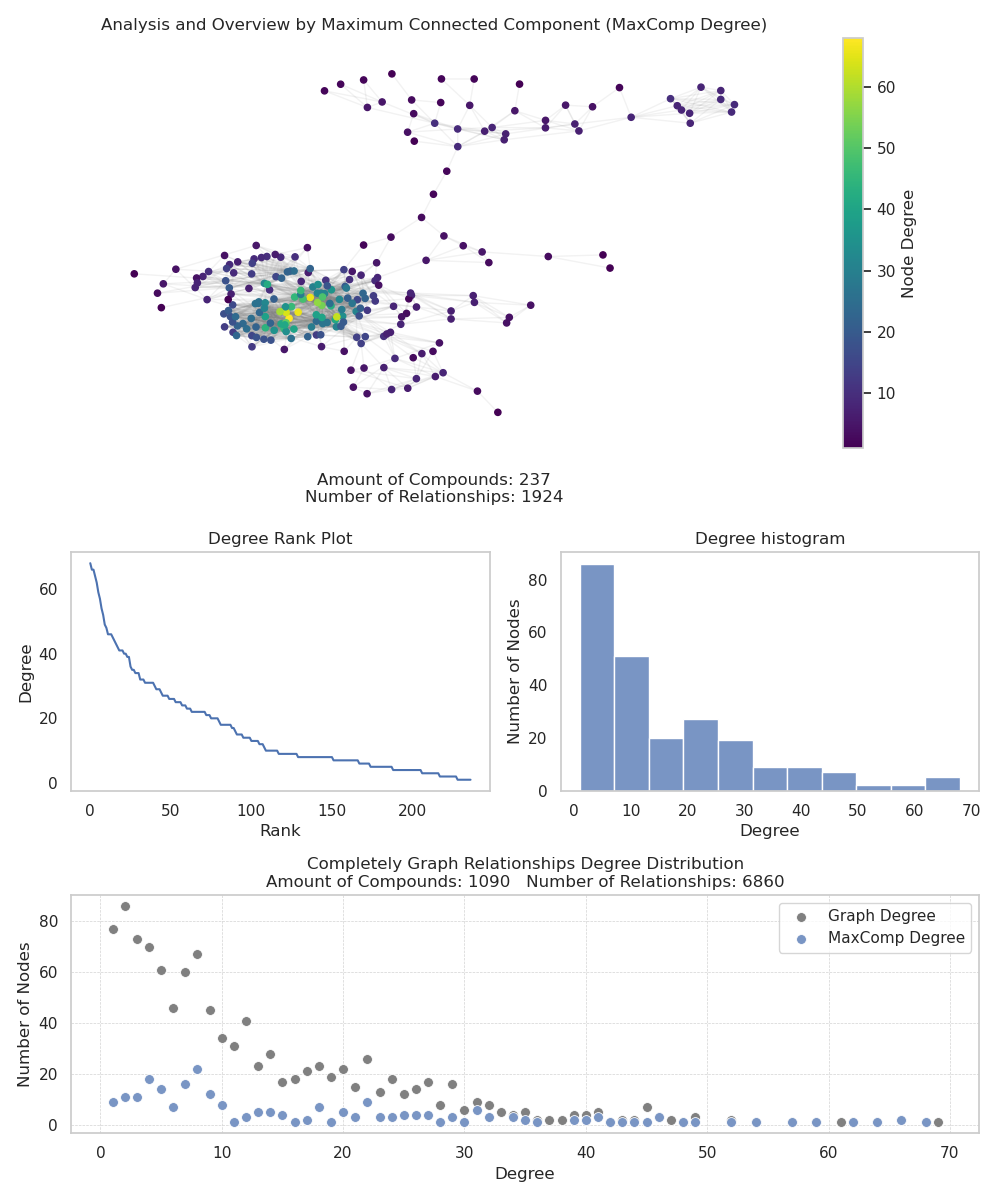 Analysis and Overview by Maximum Connected Component (MaxComp Degree)
60
50
40
30
20
10
Node Degree
Amount of Compounds: 237
Number of Relationships: 1924
Degree Rank Plot
60
40
20
0
Degree
0 50 100 150 200
Rank
Degree histogram
80
60
40
20
0
Number of Nodes
0 10 20 30 40 50 60 70
Degree
Completely Graph Relationships Degree Distribution
Amount of Compounds: 1090 Number of Relationships: 6860
Graph Degree
MaxComp Degree
80
60
40
20
0
Number of Nodes
0 10 20 30 40 50 60 70
Degree